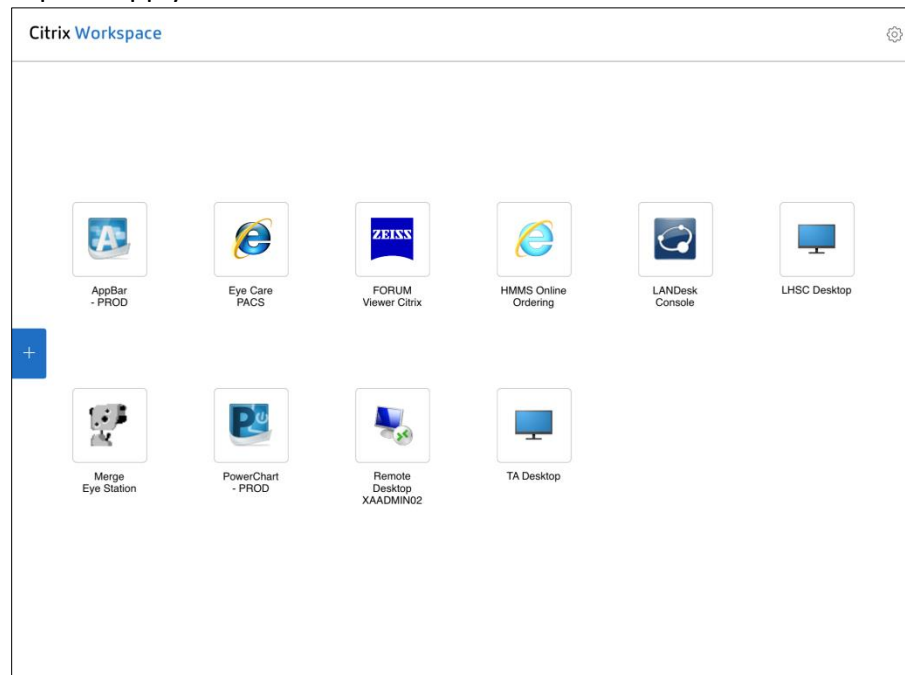 Citrix Workspace
ZEISS
AppBar
- PROD
Eye Care
PACS
FORUM
Viewer Citrix
HMMS Online
Ordering
LANDesk
Console
LHSC Desktop
+
Merge
Eye Station
PowerChart
- PROD
Remote
Desktop
XAADMIN02
TA Desktop